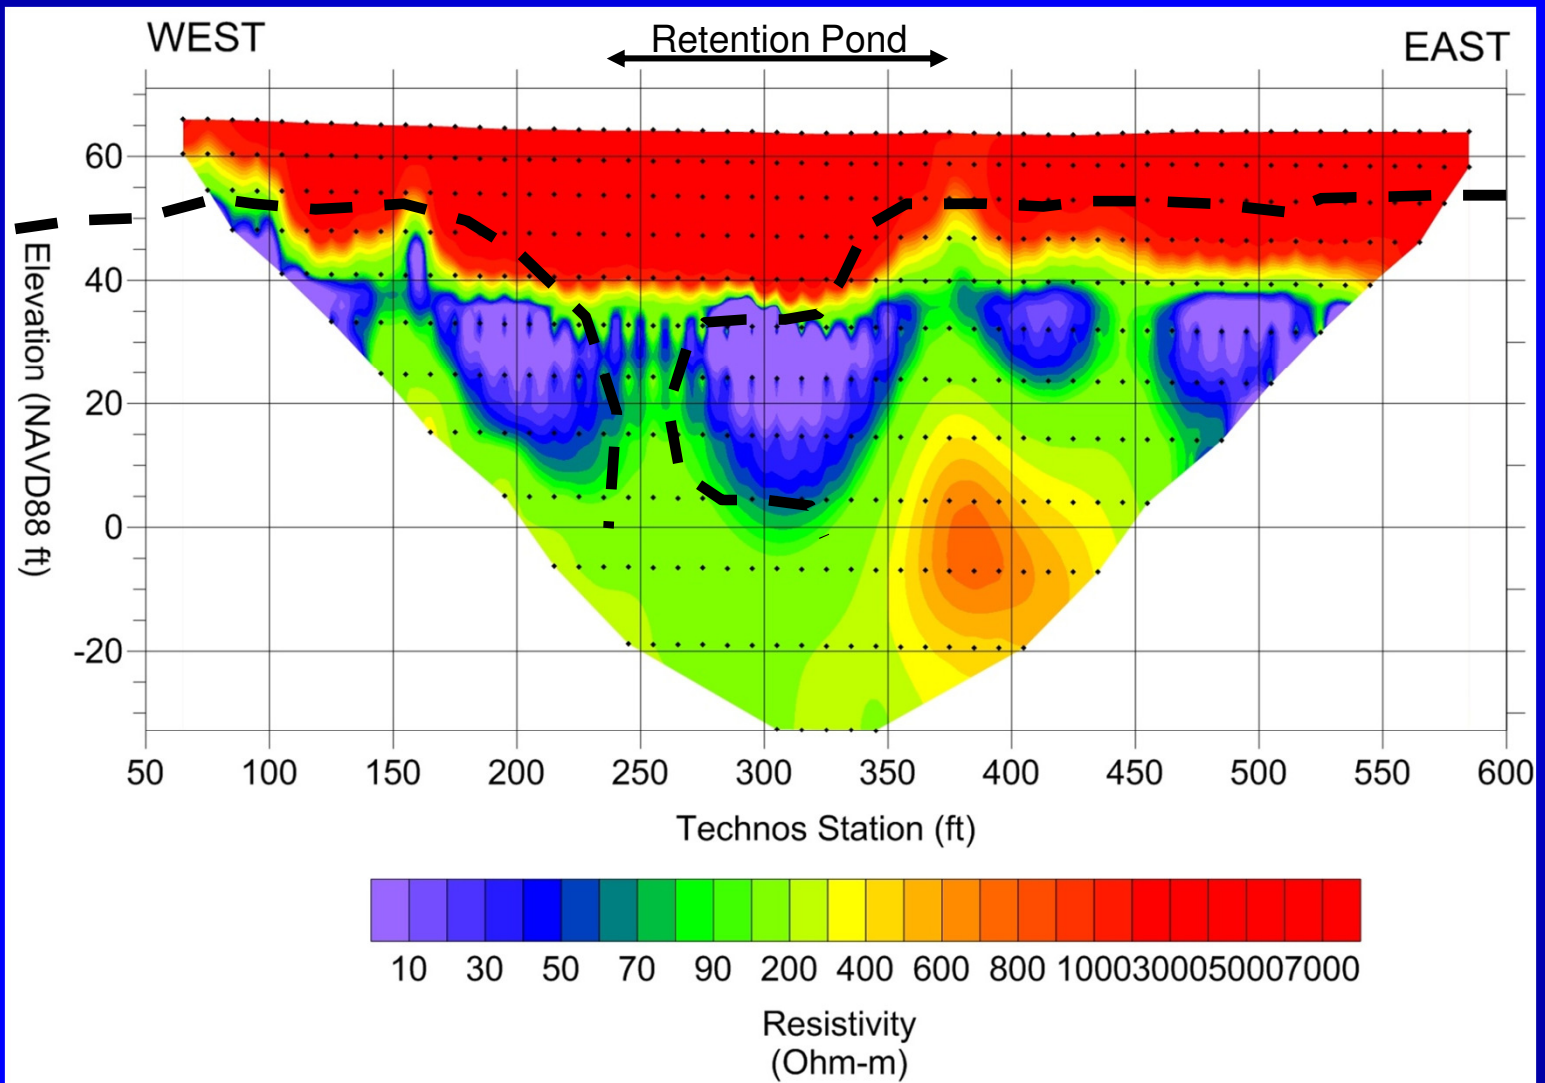 WEST
Retention Pond
EAST
60
40
20
0
-20
Elevation (NAVD88 ft)
50 100 150 200 250 300 350 400 450 500 550 600
Technos Station (ft)
10 30 50 70 90 200 400 600 800 1000 3000 5000 7000
Resistivity
(Ohm-m)